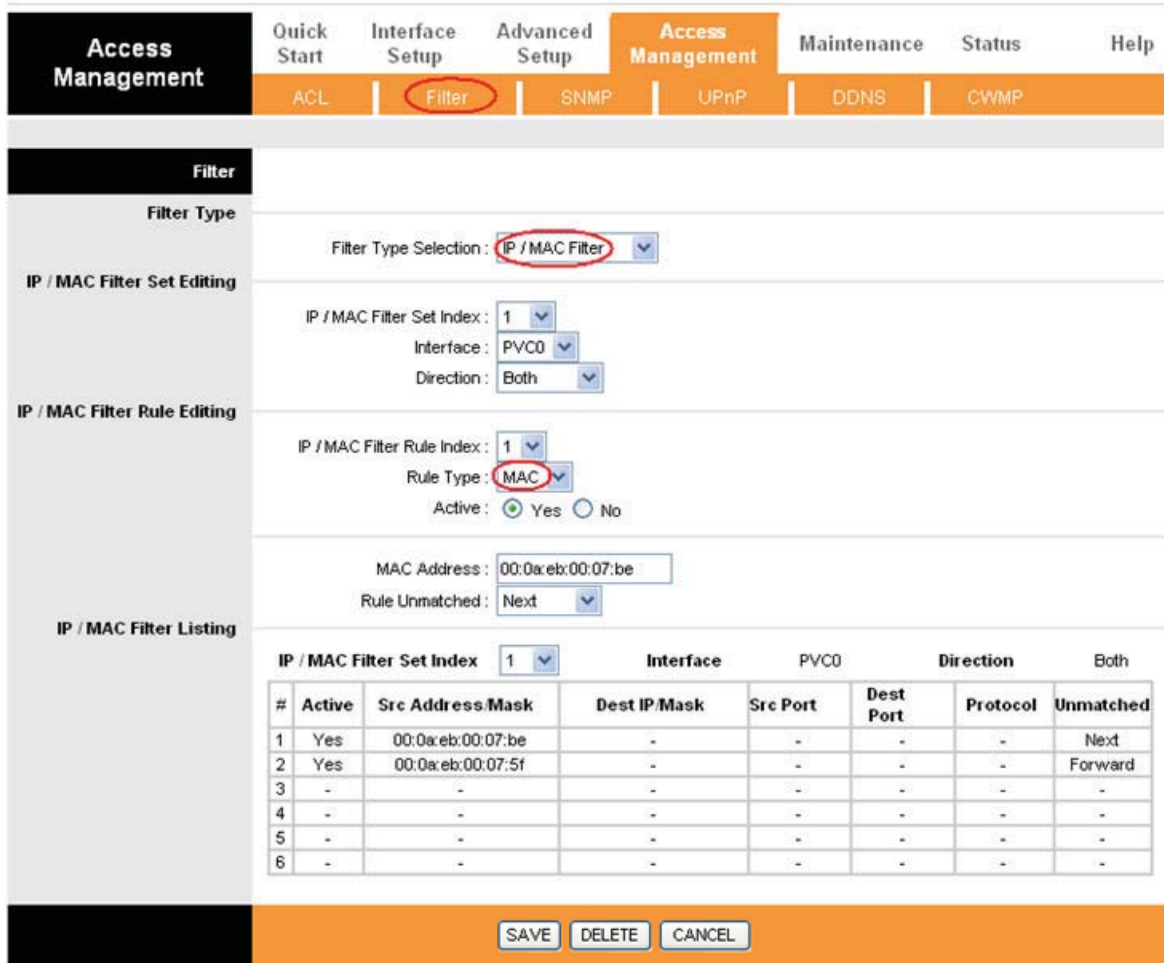 Access Management
Quick Start
Interface Setup
Advanced Setup
Access Management
Maintenance
Status
Help
ACL
Filter
SNMP
UPnP
DDNS
CWMP
Filter
Filter Type
Filter Type Selection : IP / MAC Filter
IP / MAC Filter Set Editing
IP / MAC Filter Set Index : 1
Interface : PVC0
Direction : Both
IP / MAC Filter Rule Editing
IP / MAC Filter Rule Index : 1
Rule Type : MAC
Active : Yes No
MAC Address : 00:0a:eb:00:07:be
Rule Unmatched : Next
IP / MAC Filter Listing
IP / MAC Filter Set Index 1 Interface PVC0 Direction Both
# Active Src Address/Mask Dest IP/Mask Src Port Dest Port Protocol Unmatched
1 Yes 00:0a:eb:00:07:be - - - - Next
2 Yes 00:0a:eb:00:07:5f - - - - Forward
3 - - - - - - -
4 - - - - - - -
5 - - - - - - -
6 - - - - - - -
SAVE DELETE CANCEL